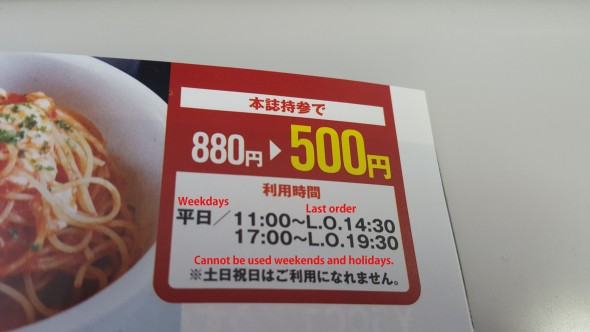 本誌持参で
880円▶500円
利用時間
Weekdays
Last order
平日／11:00〜L.O.14:30
17:00〜L.O.19:30
Cannot be used weekends and holidays.
※土日祝日はご利用になれません。